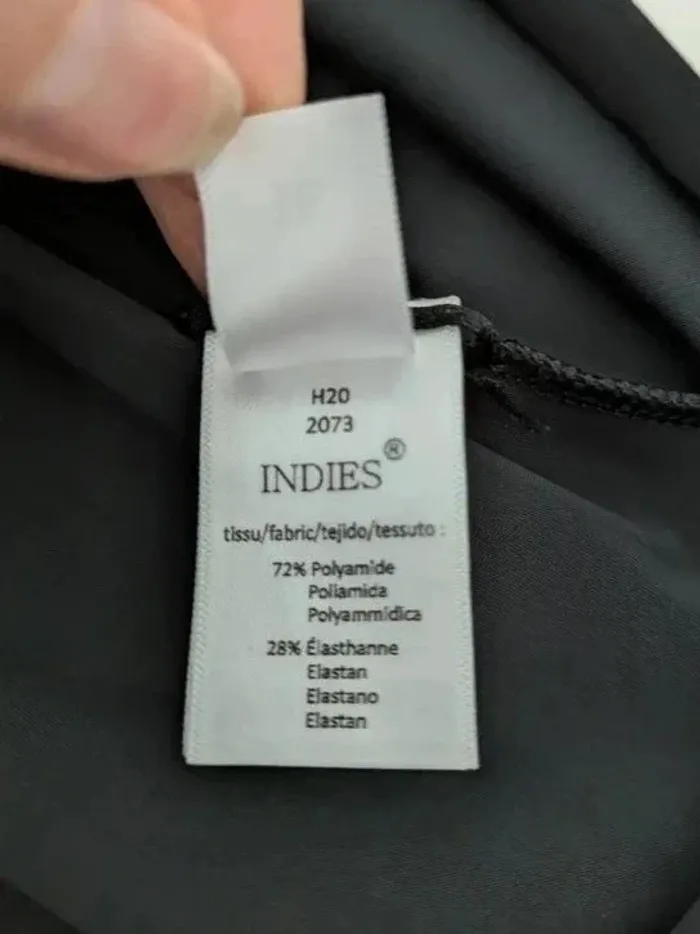 H20
2073
INDIES®
tissu/fabric/tejido/tessuto :
72% Polyamide
Poliamida
Polyammidica
28% Élasthanne
Elastan
Elastano
Elastan